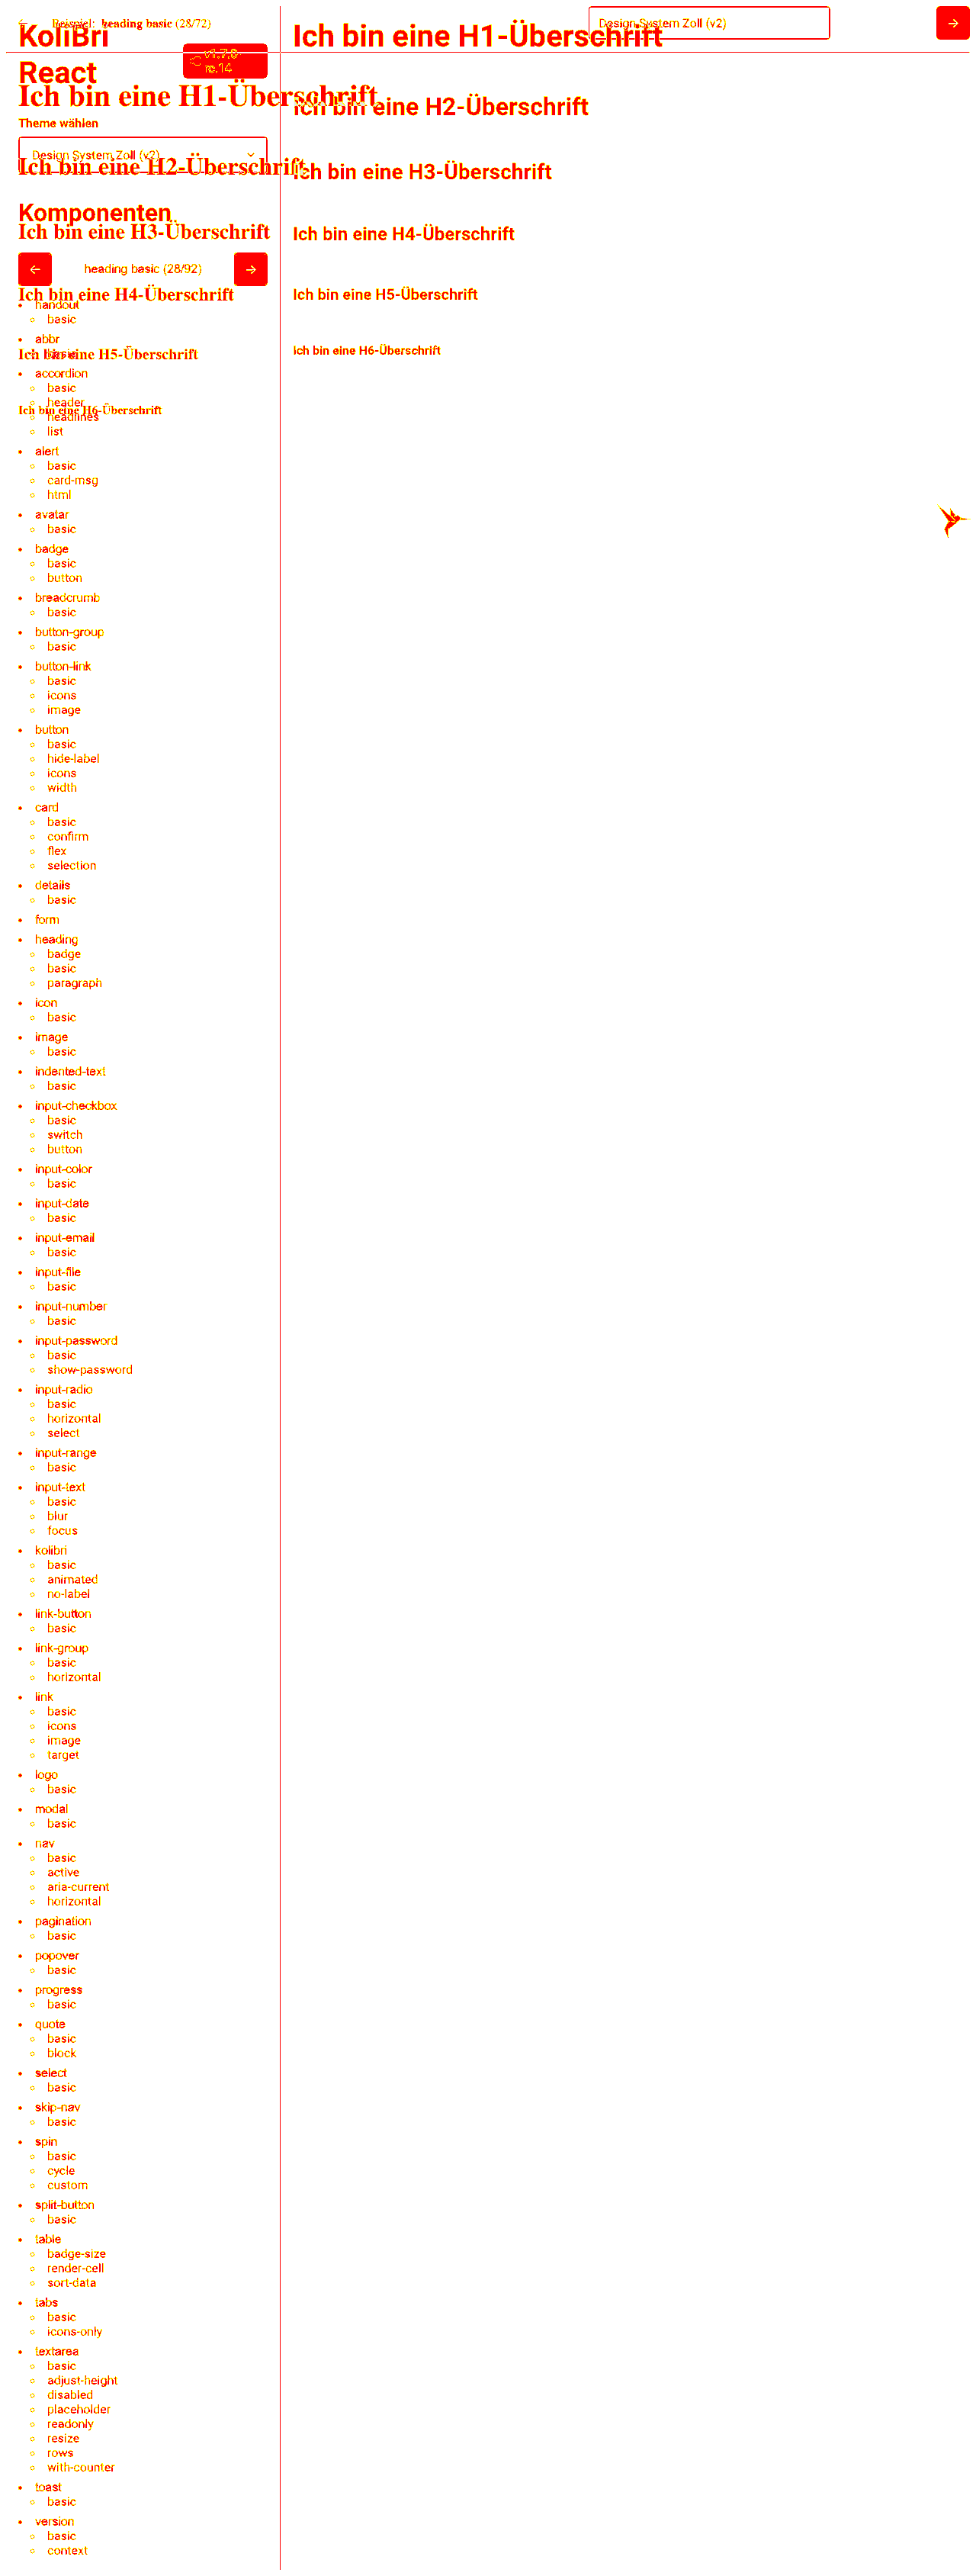 ← Beispiel: heading basic (28/72)
Design System Zoll (v2)
KoliBri
React
v1.7.0-
rc.14
Ich bin eine H1-Überschrift
Theme wählen
Design System Zoll (v2)
Ich bin eine H2-Überschrift
Komponenten
Ich bin eine H3-Überschrift
← heading basic (28/92) →
Ich bin eine H4-Überschrift
handout
basic
abbr
basic
Ich bin eine H5-Überschrift
accordion
basic
header
Ich bin eine H6-Überschrift
headlines
list
alert
basic
card-msg
html
avatar
basic
badge
basic
button
breadcrumb
basic
button-group
basic
button-link
basic
icons
image
button
basic
hide-label
icons
width
card
basic
confirm
flex
selection
details
basic
form
heading
badge
basic
paragraph
icon
basic
image
basic
indented-text
basic
input-checkbox
basic
switch
button
input-color
basic
input-date
basic
input-email
basic
input-file
basic
input-number
basic
input-password
basic
show-password
input-radio
basic
horizontal
select
input-range
basic
input-text
basic
blur
focus
kolibri
basic
animated
no-label
link-button
basic
link-group
basic
horizontal
link
basic
icons
image
target
logo
basic
modal
basic
nav
basic
active
aria-current
horizontal
pagination
basic
popover
basic
progress
basic
quote
basic
block
select
basic
skip-nav
basic
spin
basic
cycle
custom
split-button
basic
table
badge-size
render-cell
sort-data
tabs
basic
icons-only
textarea
basic
adjust-height
disabled
placeholder
readonly
resize
rows
with-counter
toast
basic
version
basic
context
Ich bin eine H1-Überschrift
Ich bin eine H2-Überschrift
Ich bin eine H3-Überschrift
Ich bin eine H4-Überschrift
Ich bin eine H5-Überschrift
Ich bin eine H6-Überschrift